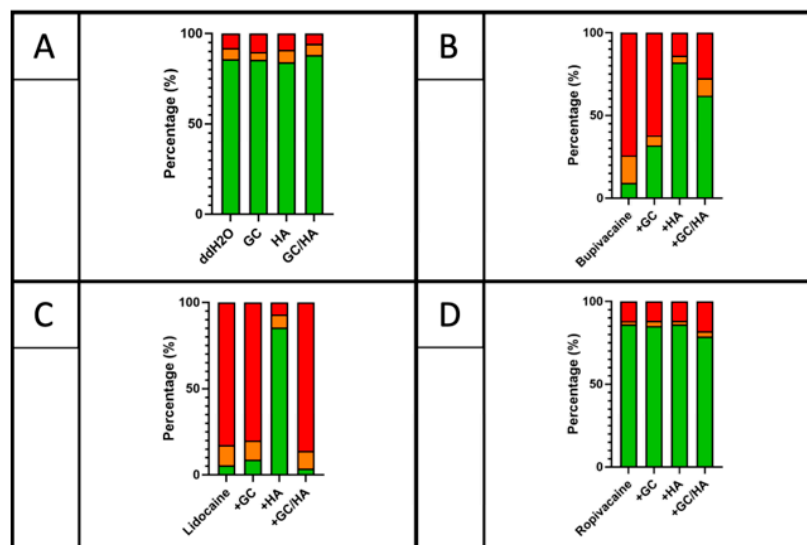 A
Percentage (%)
100
50
0
ddH2O
GC
HA
GC/HA
B
Percentage (%)
100
50
0
Bupivacaine
+GC
+HA
+GC/HA
C
Percentage (%)
100
50
0
Lidocaine
+GC
+HA
+GC/HA
D
Percentage (%)
100
50
0
Ropivacaine
+GC
+HA
+GC/HA